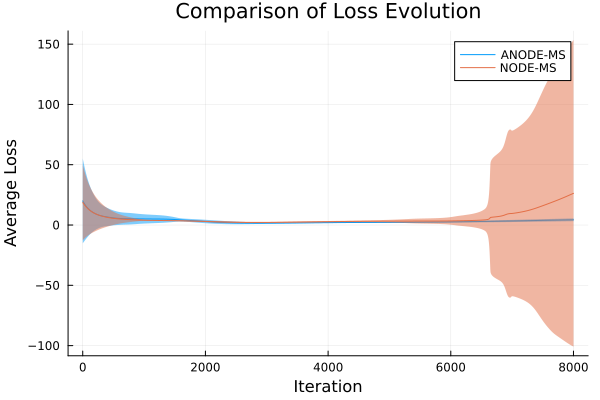 Comparison of Loss Evolution
Average Loss
150
100
50
0
−50
−100
ANODE-MS
NODE-MS
0 2000 4000 6000 8000
Iteration